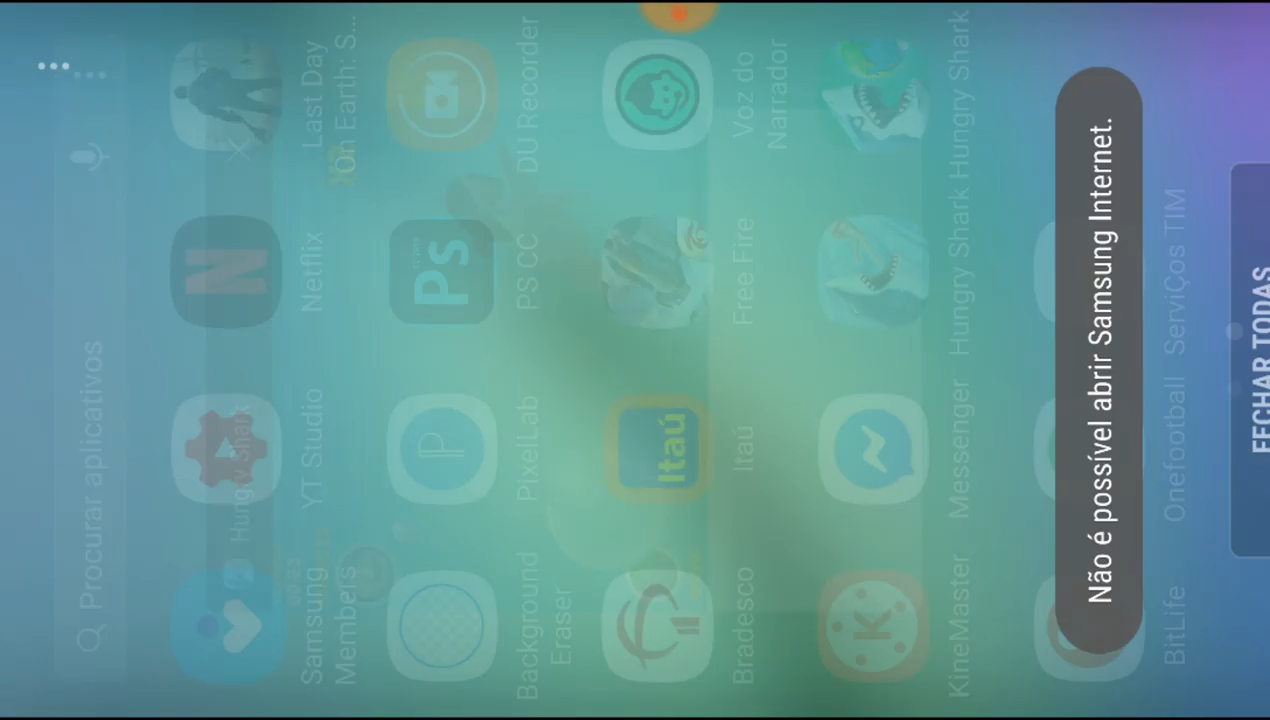 Procurar aplicativos
Samsung
Members
YT Studio
Netflix
Last Day
On Earth: S...
Background
Eraser
PixelLab
PS CC
Ps
DU Recorder
Bradesco
Itaú
Itaú
Free Fire
Voz do
Narrador
KineMaster
Messenger
Hungry Shark
Hungry Shark
BitLife
Onefootball
ServiÇos TIM
Não é possível abrir Samsung Internet.
FECHAR TODAS